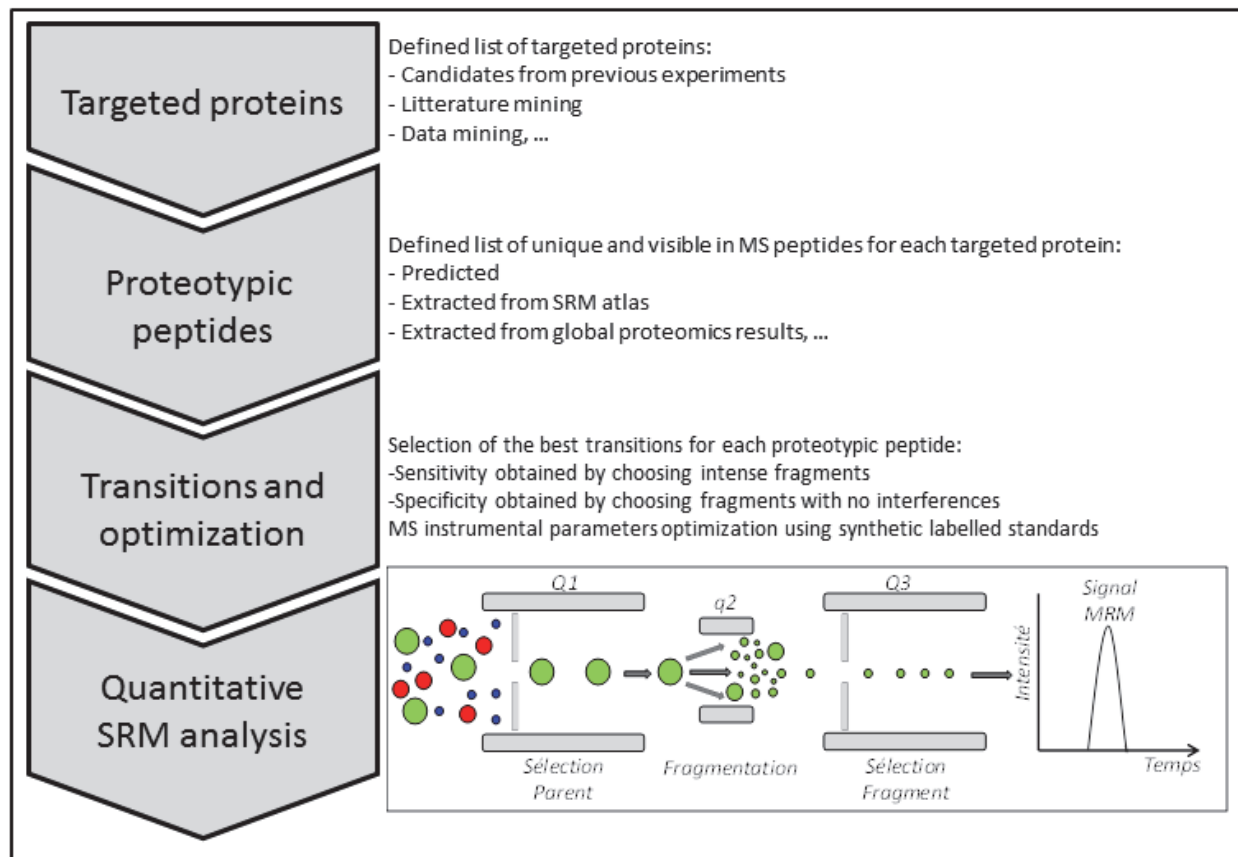 Targeted proteins
Defined list of targeted proteins:
- Candidates from previous experiments
- Litterature mining
- Data mining, ...
Proteotypic
peptides
Defined list of unique and visible in MS peptides for each targeted protein:
- Predicted
- Extracted from SRM atlas
- Extracted from global proteomics results, ...
Transitions and
optimization
Selection of the best transitions for each proteotypic peptide:
-Sensitivity obtained by choosing intense fragments
-Specificity obtained by choosing fragments with no interferences
MS instrumental parameters optimization using synthetic labelled standards
Quantitative
SRM analysis
Q1
q2
Q3
Signal
MRM
Intensité
Temps
Sélection
Parent
Fragmentation
Sélection
Fragment